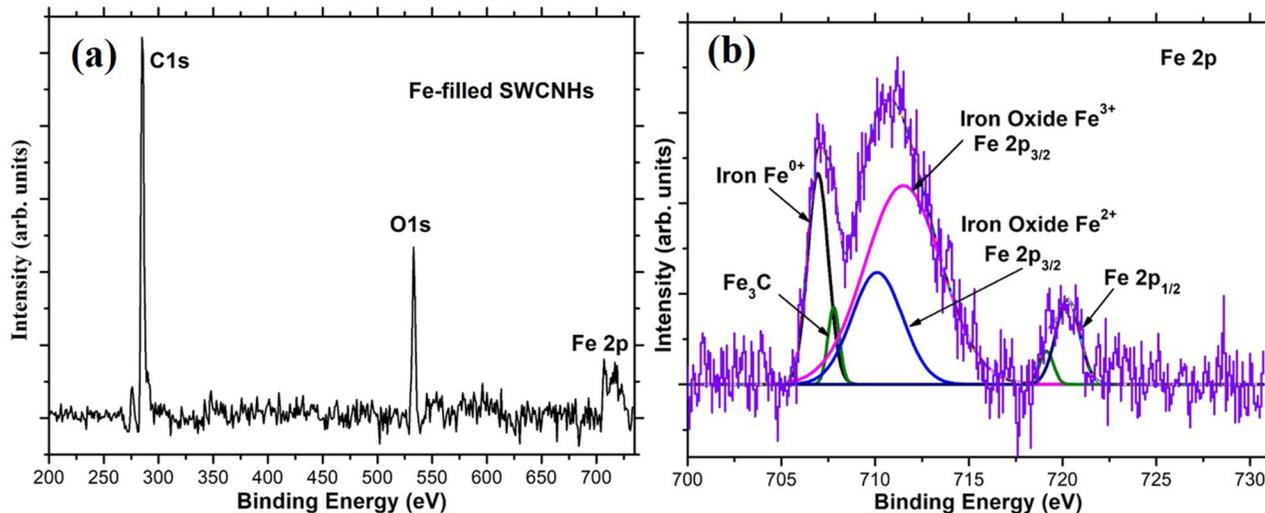 (a)
C1s
Fe-filled SWCNHs
O1s
Fe 2p
Intensity (arb. units)
200 250 300 350 400 450 500 550 600 650 700
Binding Energy (eV)
(b)
Fe 2p
Iron Oxide Fe³⁺
Fe 2p₃/₂
Iron Fe⁰⁺
Iron Oxide Fe²⁺
Fe 2p₃/₂
Fe₃C
Fe 2p₁/₂
Intensity (arb. units)
700 705 710 715 720 725 730
Binding Energy (eV)